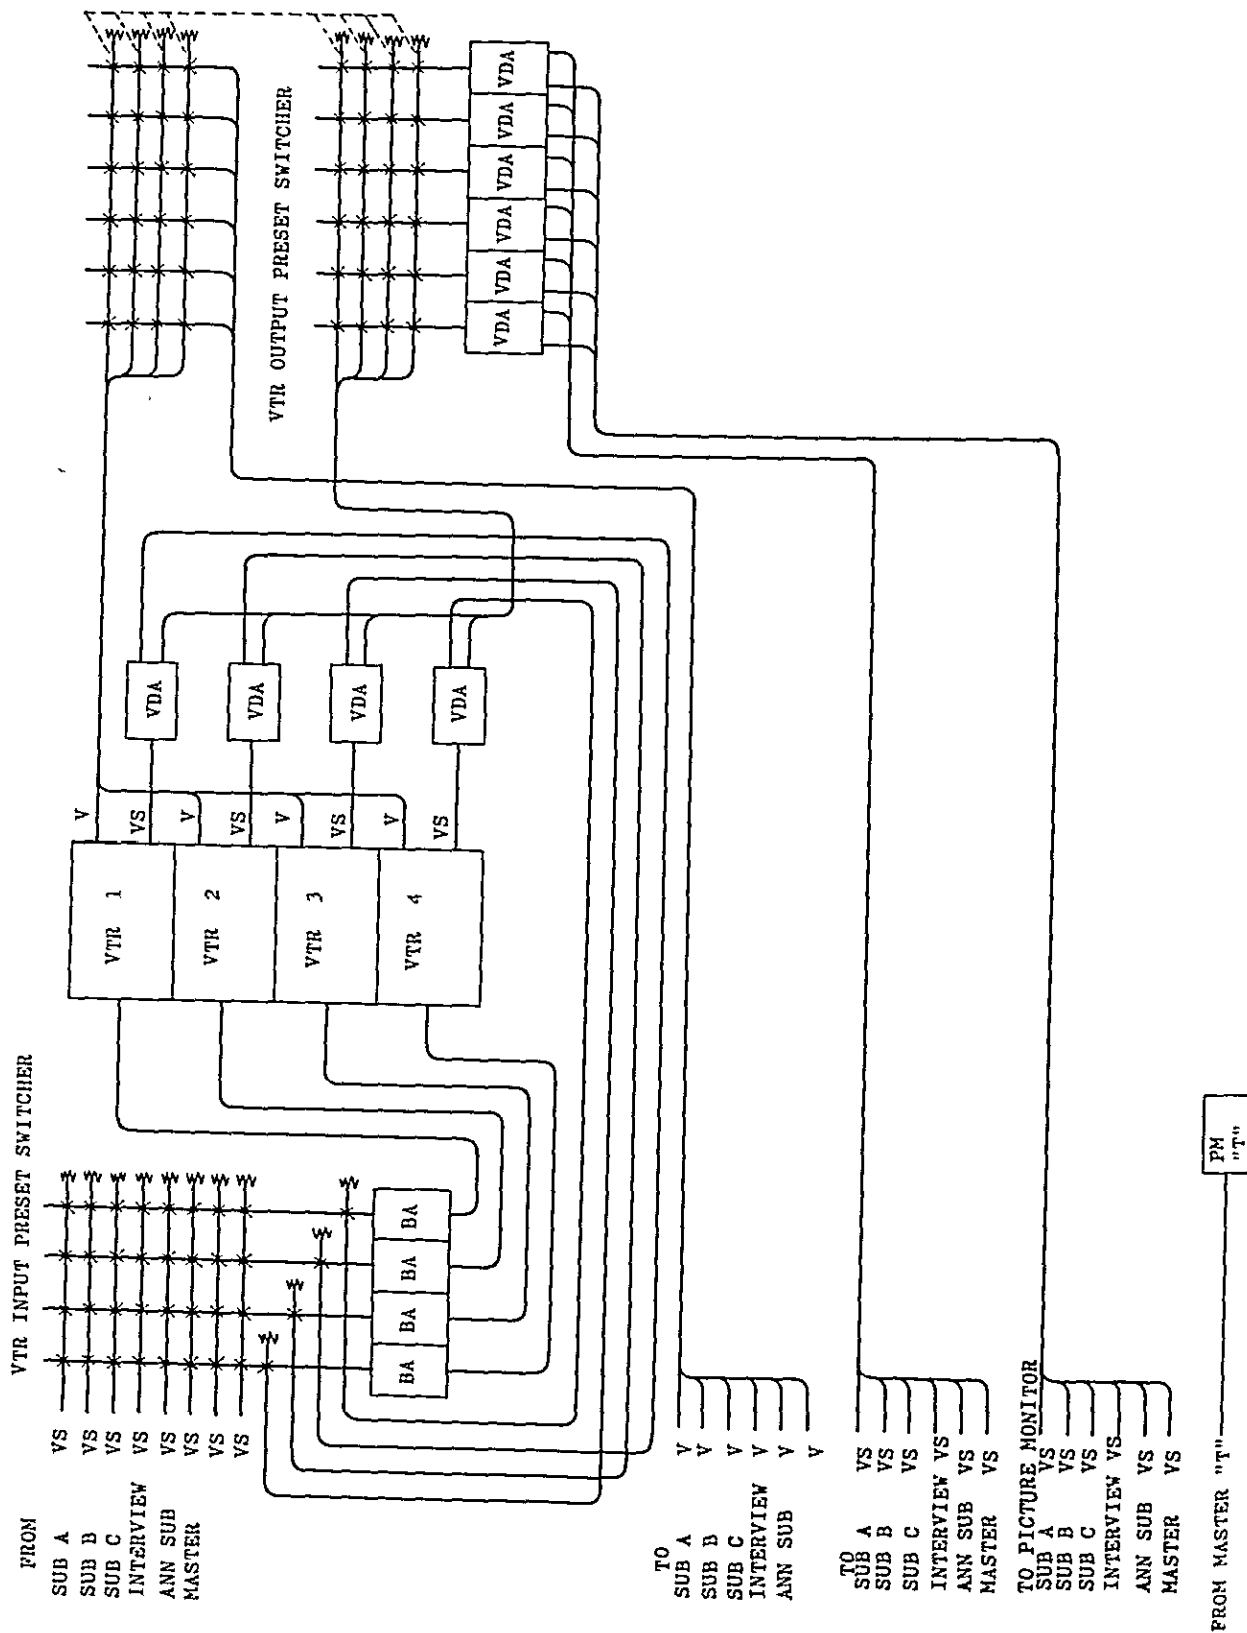 VTR INPUT PRESET SWITCHER
FROM
SUB A VS
SUB B VS
SUB C VS
INTERVIEW VS
ANN SUB VS
MASTER VS
VS
VS
BA
BA
BA
BA
VTR 1
VTR 2
VTR 3
VTR 4
V
VS
V
VS
V
VS
V
VS
VDA
VDA
VDA
VDA
VTR OUTPUT PRESET SWITCHER
VDA
VDA
VDA
VDA
VDA
VDA
TO
SUB A V
SUB B V
SUB C V
INTERVIEW V
ANN SUB V
V
TO
SUB A VS
SUB B VS
SUB C VS
INTERVIEW VS
ANN SUB VS
MASTER VS
TO PICTURE MONITOR
SUB A VS
SUB B VS
SUB C VS
INTERVIEW VS
ANN SUB VS
MASTER VS
FROM MASTER "T"
PM
"T"